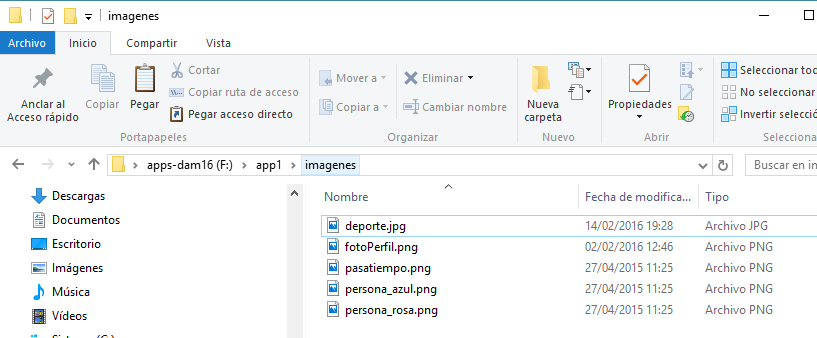 imagenes
Archivo Inicio Compartir Vista
Anclar al Acceso rápido
Copiar
Pegar
Cortar
Copiar ruta de acceso
Pegar acceso directo
Portapapeles
Mover a
Copiar a
Eliminar
Cambiar nombre
Organizar
Nueva carpeta
Nuevo
Propiedades
Abrir
Seleccionar tod
No seleccionar
Invertir selecció
Selecciona
apps-dam16 (F:) app1 imagenes
Buscar en in
Descargas
Documentos
Escritorio
Imágenes
Música
Vídeos
Nombre Fecha de modifica... Tipo
deporte.jpg 14/02/2016 19:28 Archivo JPG
fotoPerfil.png 02/02/2016 12:46 Archivo PNG
pasatiempo.png 27/04/2015 11:25 Archivo PNG
persona_azul.png 27/04/2015 11:25 Archivo PNG
persona_rosa.png 27/04/2015 11:25 Archivo PNG